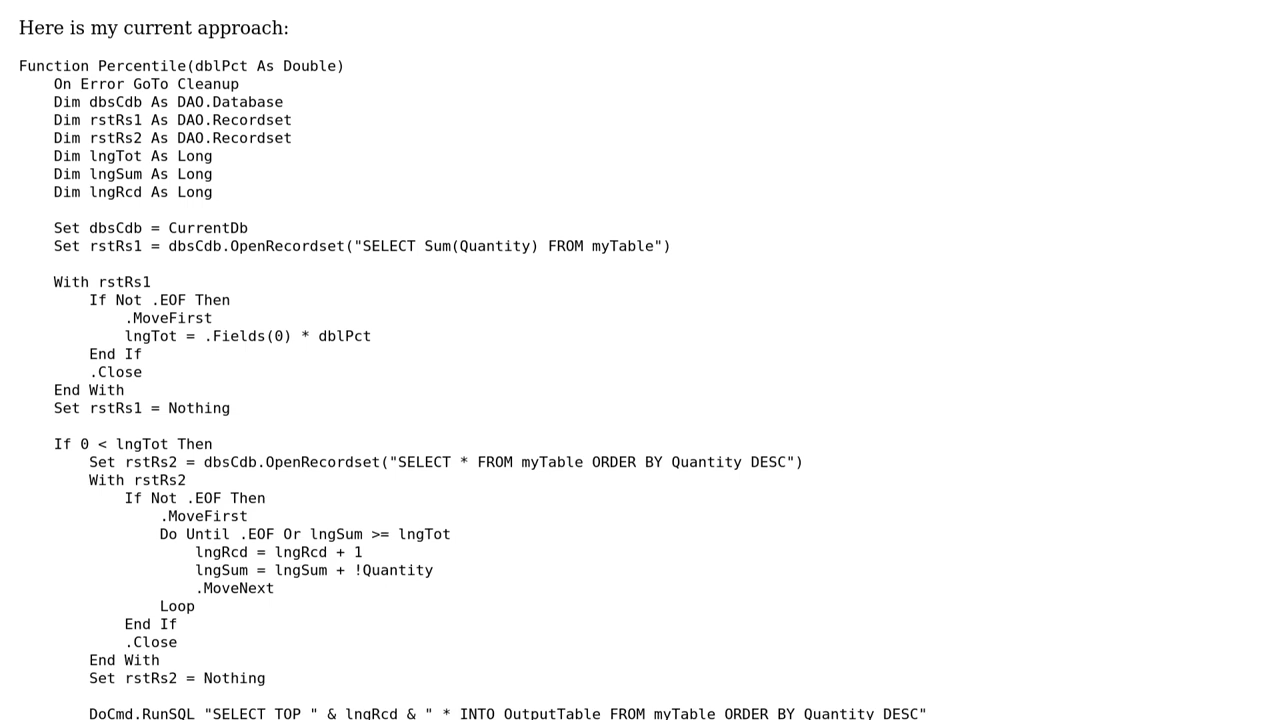 Here is my current approach:
Function Percentile(dblPct As Double)
    On Error GoTo Cleanup
    Dim dbsCdb As DAO.Database
    Dim rstRs1 As DAO.Recordset
    Dim rstRs2 As DAO.Recordset
    Dim lngTot As Long
    Dim lngSum As Long
    Dim lngRcd As Long

    Set dbsCdb = CurrentDb
    Set rstRs1 = dbsCdb.OpenRecordset("SELECT Sum(Quantity) FROM myTable")

    With rstRs1
        If Not .EOF Then
            .MoveFirst
            lngTot = .Fields(0) * dblPct
        End If
        .Close
    End With
    Set rstRs1 = Nothing

    If 0 < lngTot Then
        Set rstRs2 = dbsCdb.OpenRecordset("SELECT * FROM myTable ORDER BY Quantity DESC")
        With rstRs2
            If Not .EOF Then
                .MoveFirst
                Do Until .EOF Or lngSum >= lngTot
                    lngRcd = lngRcd + 1
                    lngSum = lngSum + !Quantity
                    .MoveNext
                Loop
            End If
            .Close
        End With
        Set rstRs2 = Nothing

        DoCmd.RunSQL "SELECT TOP " & lngRcd & " * INTO OutputTable FROM myTable ORDER BY Quantity DESC"